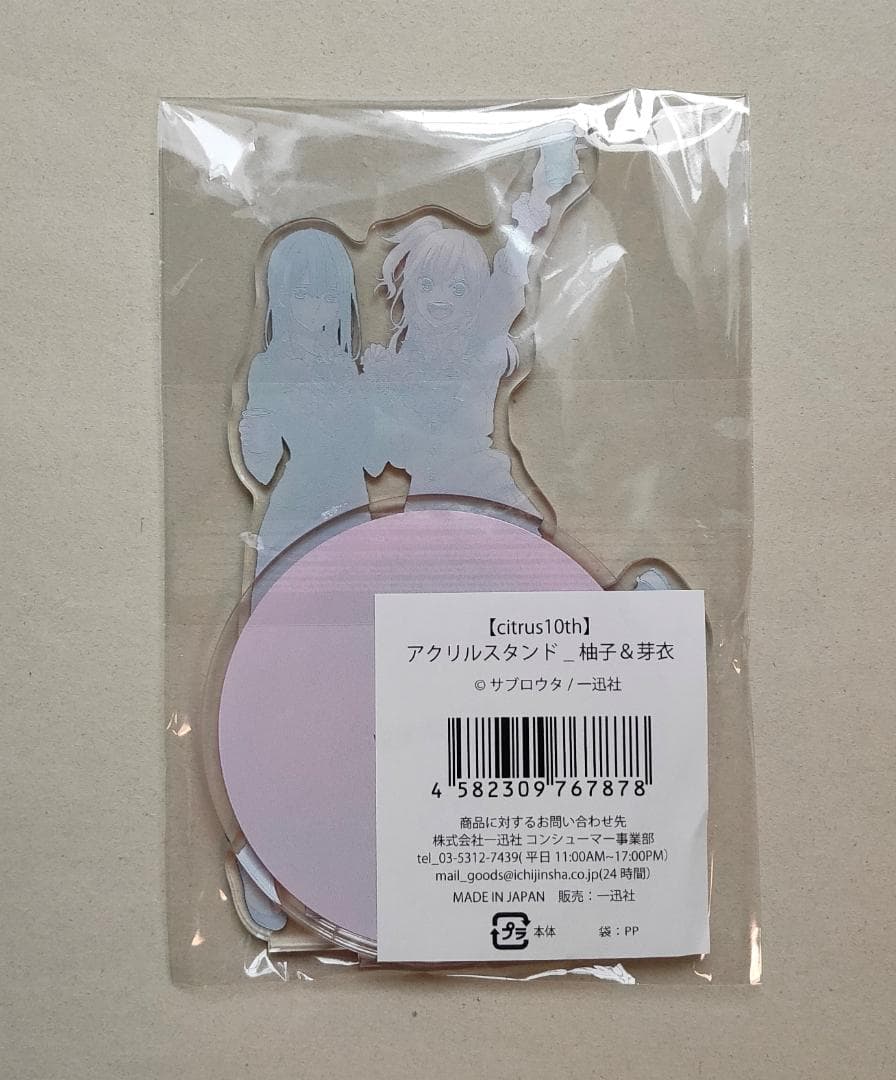 【citrus10th】
アクリルスタンド _ 柚子＆芽衣
© サブロウタ / 一迅社
4 582309 767878
商品に対するお問い合わせ先
株式会社一迅社 コンシューマー事業部
tel_03-5312-7439( 平日 11:00AM~17:00PM）
mail_goods@ichijinsha.co.jp(24 時間）
MADE IN JAPAN　販売：一迅社
プラ 本体　袋：PP